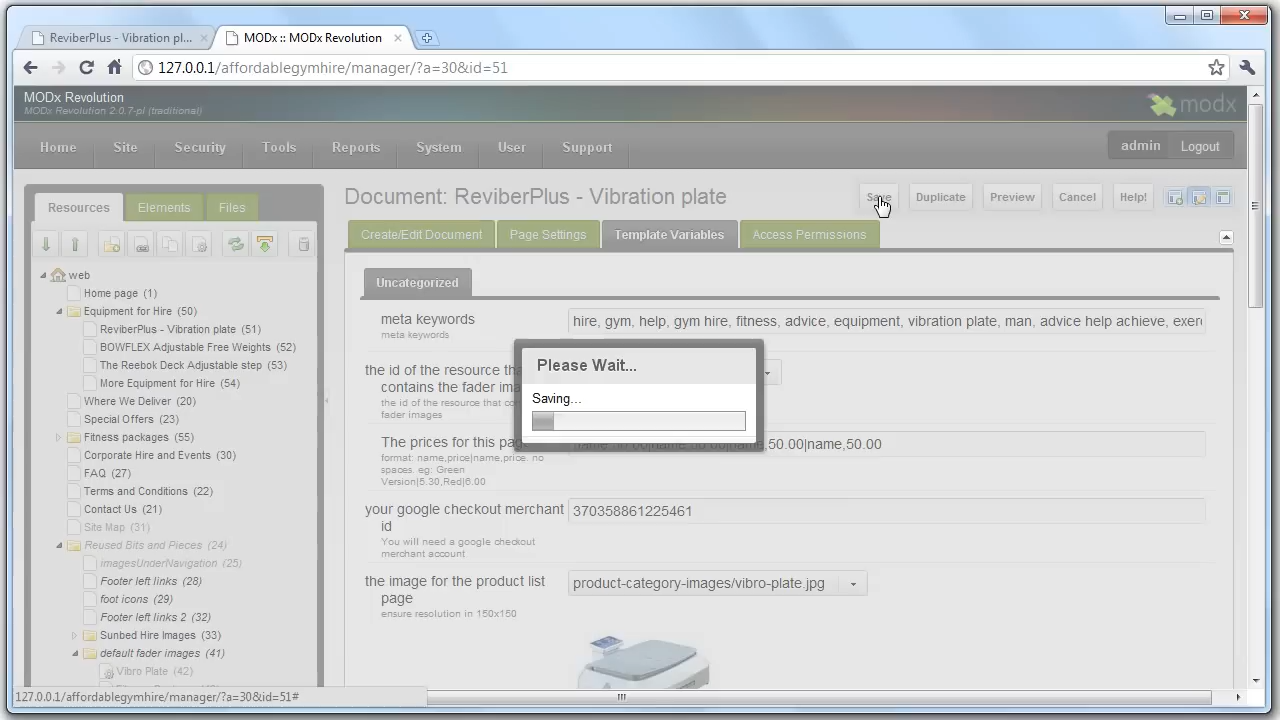 ReviberPlus - Vibration pl...
MODx :: MODx Revolution
127.0.0.1/affordablegymhire/manager/?a=30&id=51
MODx Revolution
MODx Revolution 2.0.7-pl (traditional)
modx
Home Site Security Tools Reports System User Support
admin Logout
Resources Elements Files
Document: ReviberPlus - Vibration plate
Save Duplicate Preview Cancel Help!
Create/Edit Document Page Settings Template Variables Access Permissions
web
Home page (1)
Equipment for Hire (50)
ReviberPlus - Vibration plate (51)
BOWFLEX Adjustable Free Weights (52)
The Reebok Deck Adjustable step (53)
More Equipment for Hire (54)
Where We Deliver (20)
Special Offers (23)
Fitness packages (55)
Corporate Hire and Events (30)
FAQ (27)
Terms and Conditions (22)
Contact Us (21)
Site Map (31)
Reused Bits and Pieces (24)
imagesUnderNavigation (25)
Footer left links (28)
foot icons (29)
Footer left links 2 (32)
Sunbed Hire Images (33)
default fader images (41)
Vibro Plate (42)
Uncategorized
meta keywords
meta keywords
hire, gym, help, gym hire, fitness, advice, equipment, vibration plate, man, advice help achieve, exer
the id of the resource
contains the fader
the id of the resource that
fader images
Please Wait...
Saving...
The prices for this
format: name,price|name,price. no
spaces. eg: Green
Version|5.30,Red|6.00
50.00|name,50.00
your google checkout merchant
id
You will need a google checkout
merchant account
370358861225461
the image for the product list
page
ensure resolution in 150x150
product-category-images/vibro-plate.jpg
127.0.0.1/affordablegymhire/manager/?a=30&id=51#